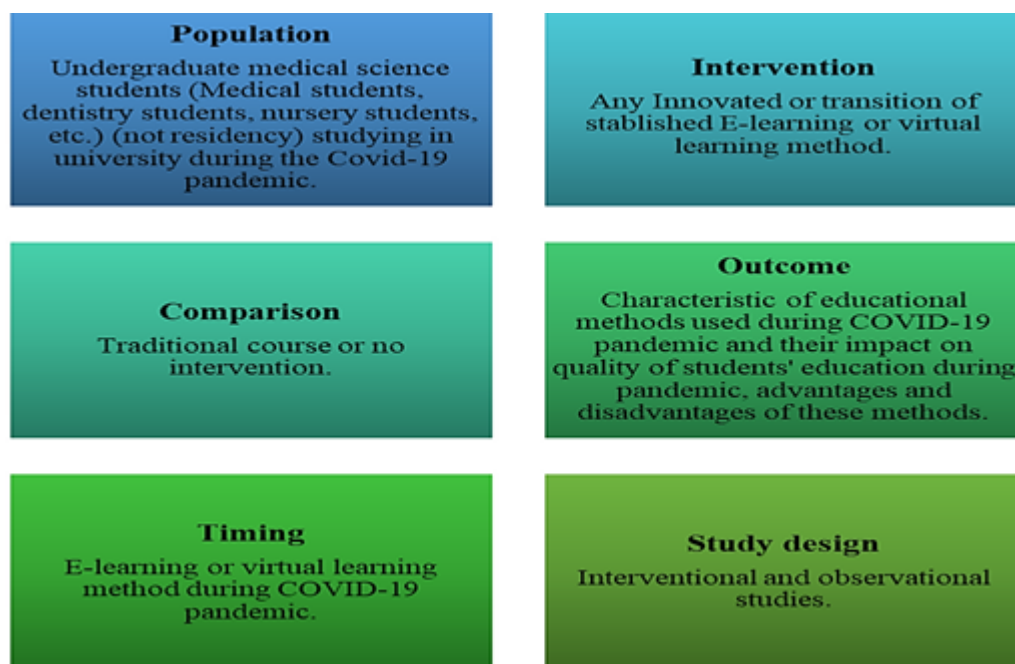 Population
Undergraduate medical science
students (Medical students,
dentistry students, nursery students,
etc.) (not residency) studying in
university during the Covid-19
pandemic.
Intervention
Any Innovated or transition of
stablished E-learning or virtual
learning method.
Comparison
Traditional course or no
intervention.
Outcome
Characteristic of educational
methods used during COVID-19
pandemic and their impact on
quality of students' education during
pandemic, advantages and
disadvantages of these methods.
Timing
E-learning or virtual learning
method during COVID-19
pandemic.
Study design
Interventional and observational
studies.